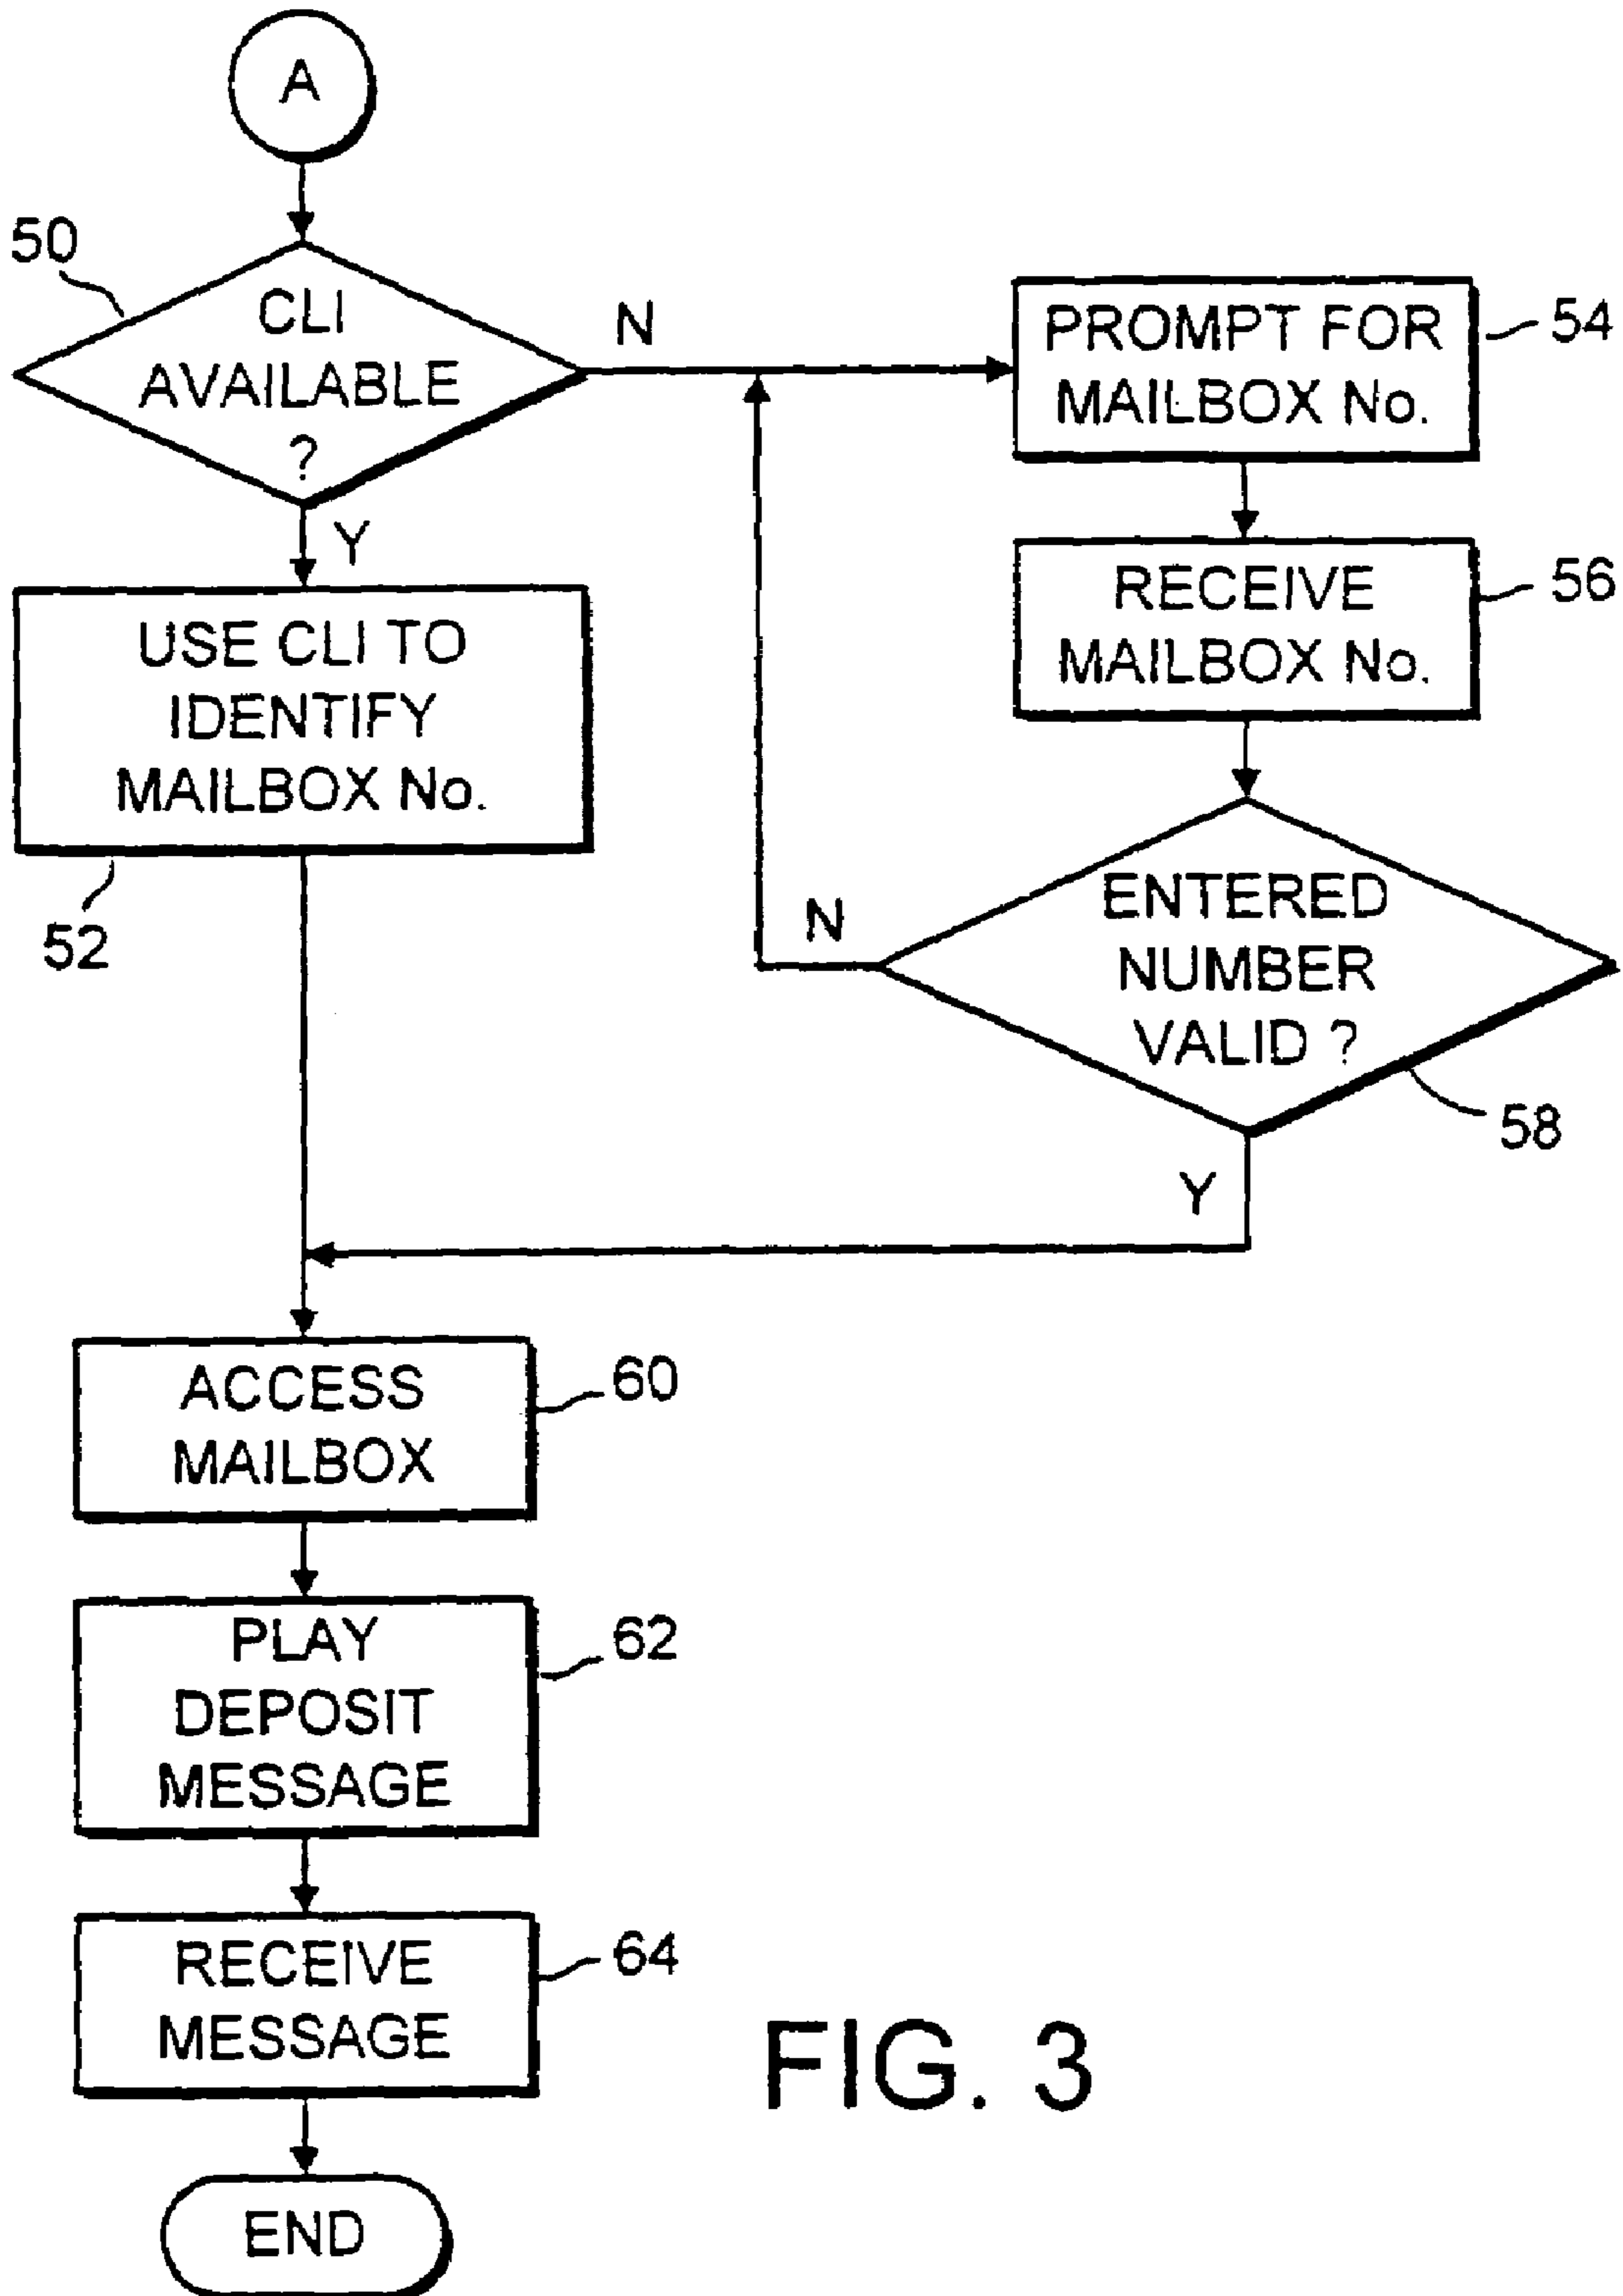 A
50
CLI
AVAILABLE
?
N
Y
PROMPT FOR
MAILBOX No.
54
RECEIVE
MAILBOX No.
56
USE CLI TO
IDENTIFY
MAILBOX No.
52
ENTERED
NUMBER
VALID ?
N
58
Y
ACCESS
MAILBOX
60
PLAY
DEPOSIT
MESSAGE
62
RECEIVE
MESSAGE
64
END
FIG. 3